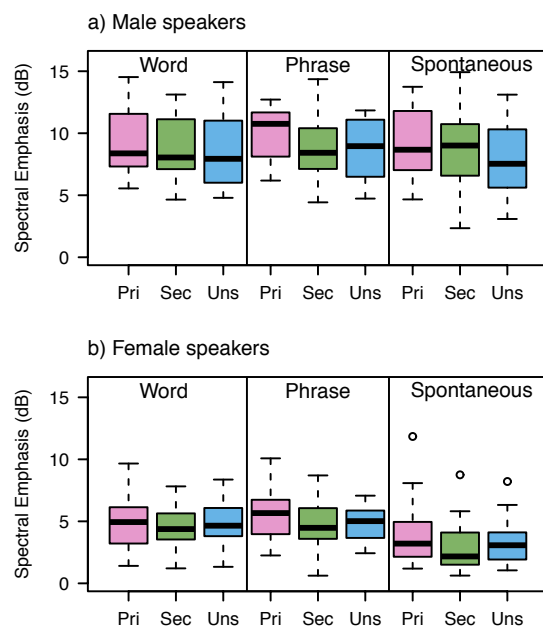 a) Male speakers
Word Phrase Spontaneous
Spectral Emphasis (dB)
15
10
5
0
Pri Sec Uns Pri Sec Uns Pri Sec Uns
b) Female speakers
Word Phrase Spontaneous
Spectral Emphasis (dB)
15
10
5
0
Pri Sec Uns Pri Sec Uns Pri Sec Uns